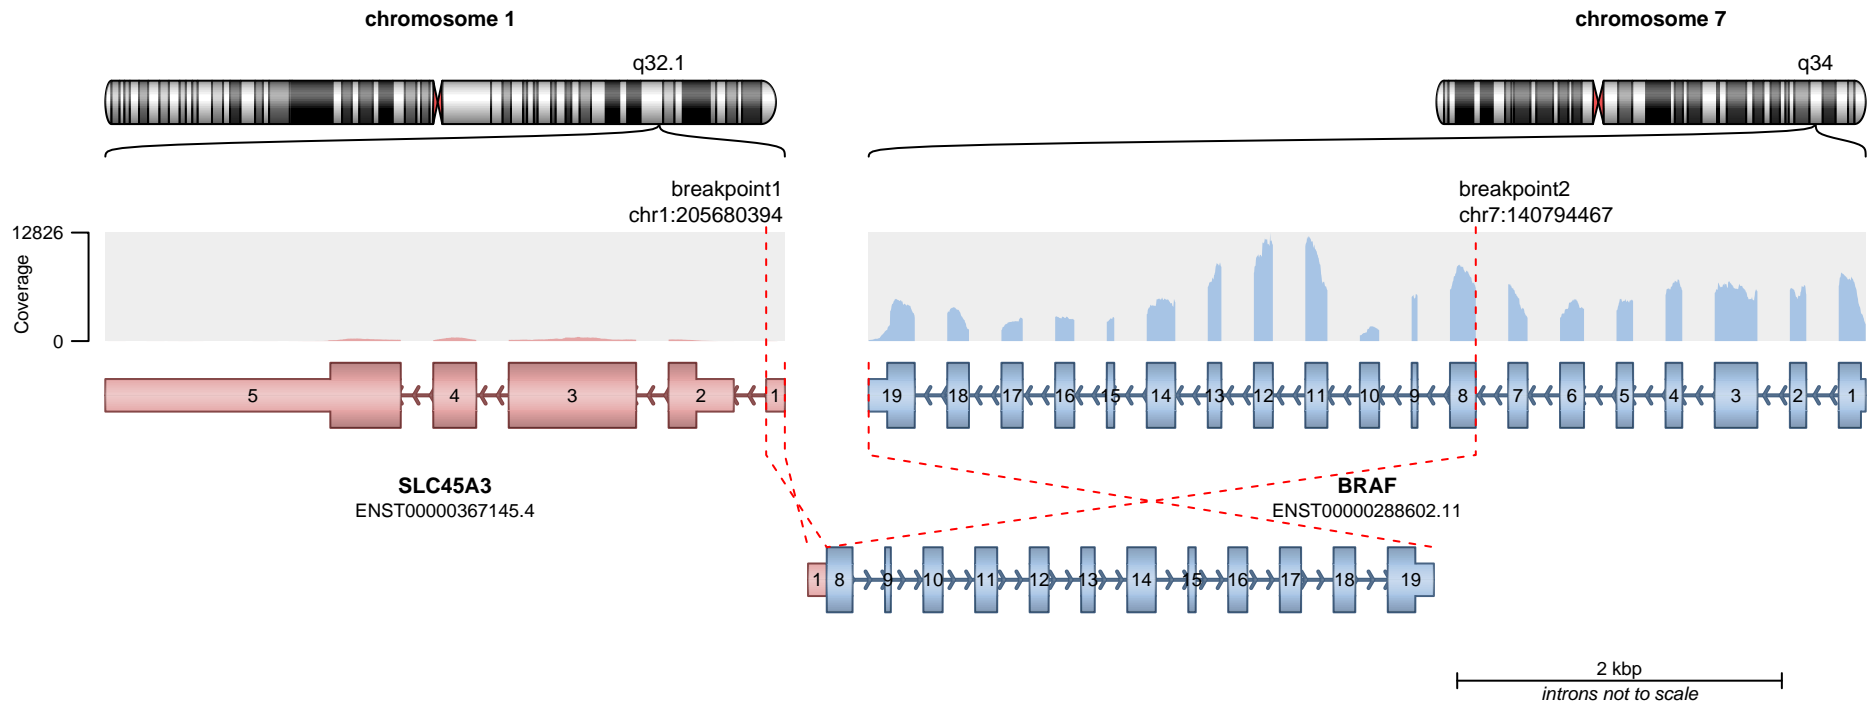 chromosome 1
chromosome 7
q32.1
q34
breakpoint1
chr1:205680394
breakpoint2
chr7:140794467
12826
Coverage
0
5 4 3 2 1
19 18 17 16 15 14 13 12 11 10 9 8 7 6 5 4 3 2 1
SLC45A3
ENST00000367145.4
BRAF
ENST00000288602.11
1 8 9 10 11 12 13 14 15 16 17 18 19
2 kbp
introns not to scale